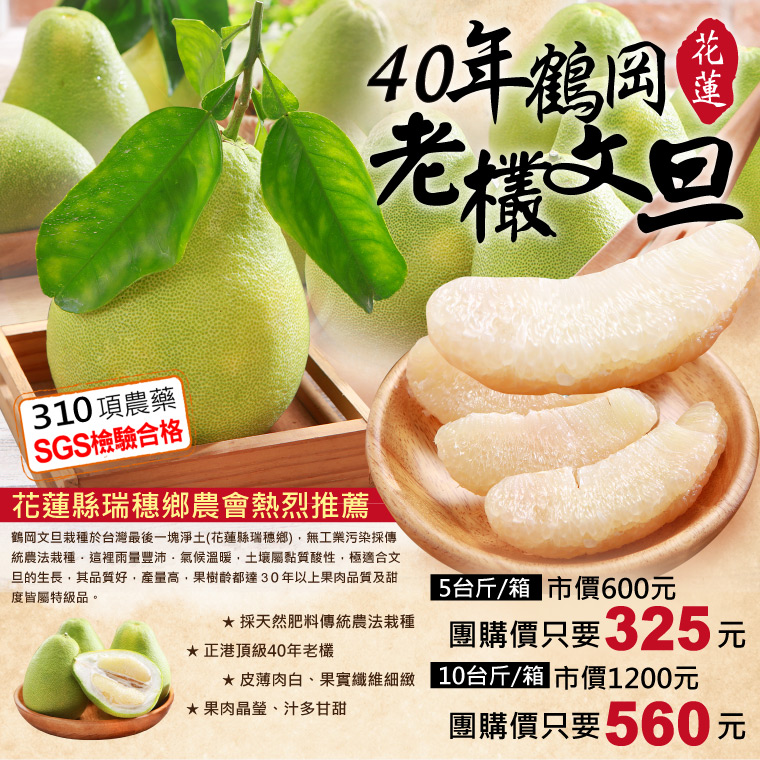 40年鶴岡
花蓮
老欉文旦
310項農藥
SGS檢驗合格
花蓮縣瑞穗鄉農會熱烈推薦
鶴岡文旦栽種於台灣最後一塊淨土(花蓮縣瑞穗鄉)，無工業污染採傳
統農法栽種，這裡雨量豐沛，氣候溫暖，土壤屬黏質酸性，極適合文
旦的生長，其品質好，產量高，果樹齡都達30年以上果肉品質及甜
度皆屬特級品。
★採天然肥料傳統農法栽種
★正港頂級40年老欉
★皮薄肉白、果實纖維細緻
★果肉晶瑩、汁多甘甜
5台斤/箱 市價600元
團購價只要325元
10台斤/箱 市價1200元
團購價只要560元